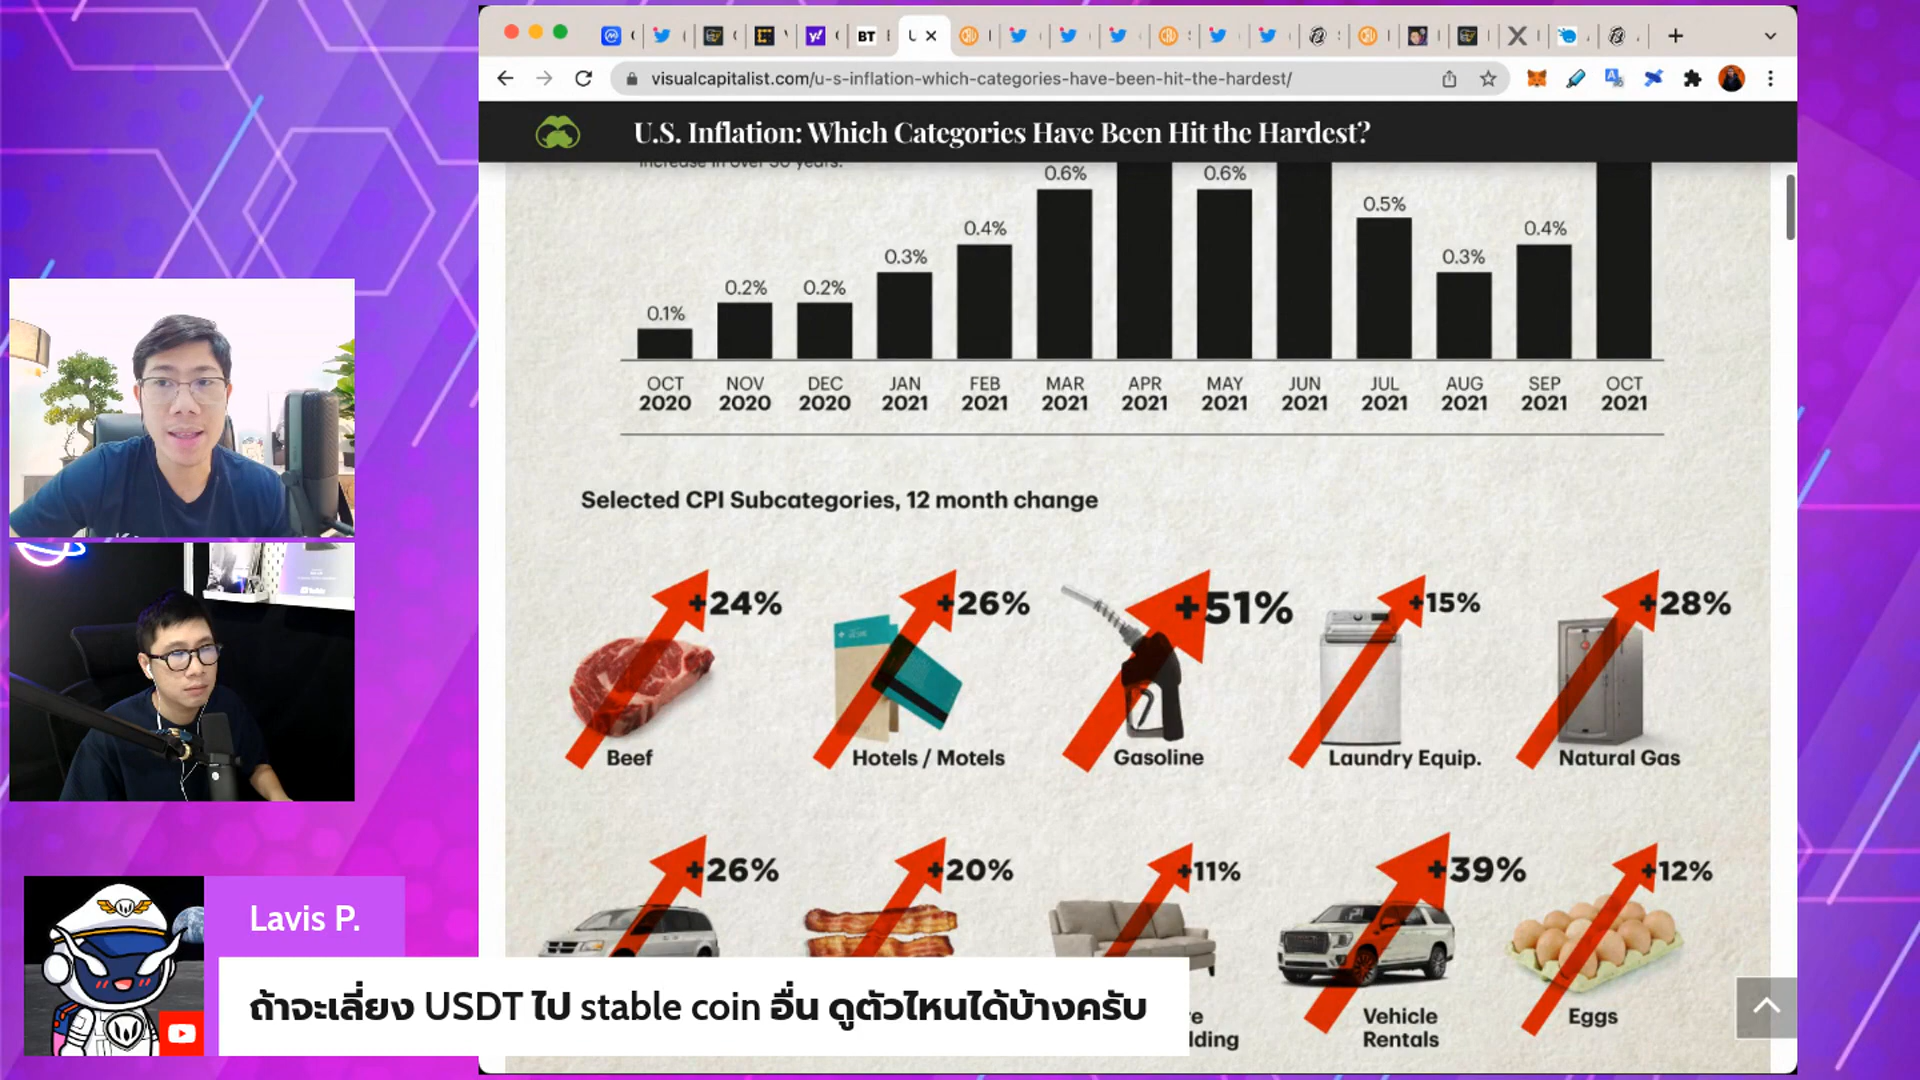 BT
visualcapitalist.com/u-s-inflation-which-categories-have-been-hit-the-hardest/
U.S. Inflation: Which Categories Have Been Hit the Hardest?
increase in over 30 years.
0.6% 0.6%
0.5%
0.4% 0.4%
0.3% 0.3%
0.2% 0.2%
0.1%
OCT NOV DEC JAN FEB MAR APR MAY JUN JUL AUG SEP OCT
2020 2020 2020 2021 2021 2021 2021 2021 2021 2021 2021 2021 2021
Selected CPI Subcategories, 12 month change
+24% +26% +51% +15% +28%
Beef Hotels / Motels Gasoline Laundry Equip. Natural Gas
+26% +20% +11% +39% +12%
Vehicle Eggs
Rentals
Lavis P.
ถ้าจะเลี่ยง USDT ไป stable coin อื่น ดูตัวไหนได้บ้างครับ